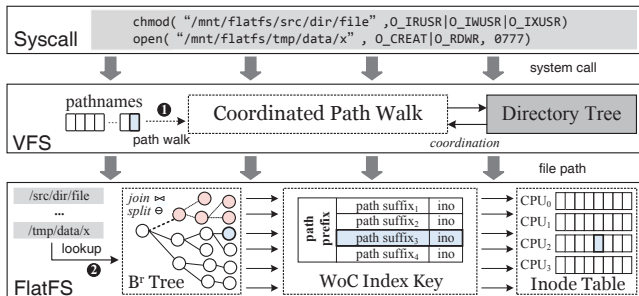 chmod( “/mnt/flatfs/src/dir/file” ,O_IRUSR|O_IWUSR|O_IXUSR)
open( “/mnt/flatfs/tmp/data/x” , O_CREAT|O_RDWR, 0777)
Syscall
system call
pathnames
...
❶
path walk
Coordinated Path Walk
Directory Tree
coordination
VFS
file path
/src/dir/file
...
/tmp/data/x
lookup
❷
join ⋈
split ⊖
Bʳ Tree
path prefix
path suffix₁ ino
path suffix₂ ino
path suffix₃ ino
path suffix₄ ino
WoC Index Key
CPU₀
CPU₁
CPU₂
CPU₃
Inode Table
FlatFS